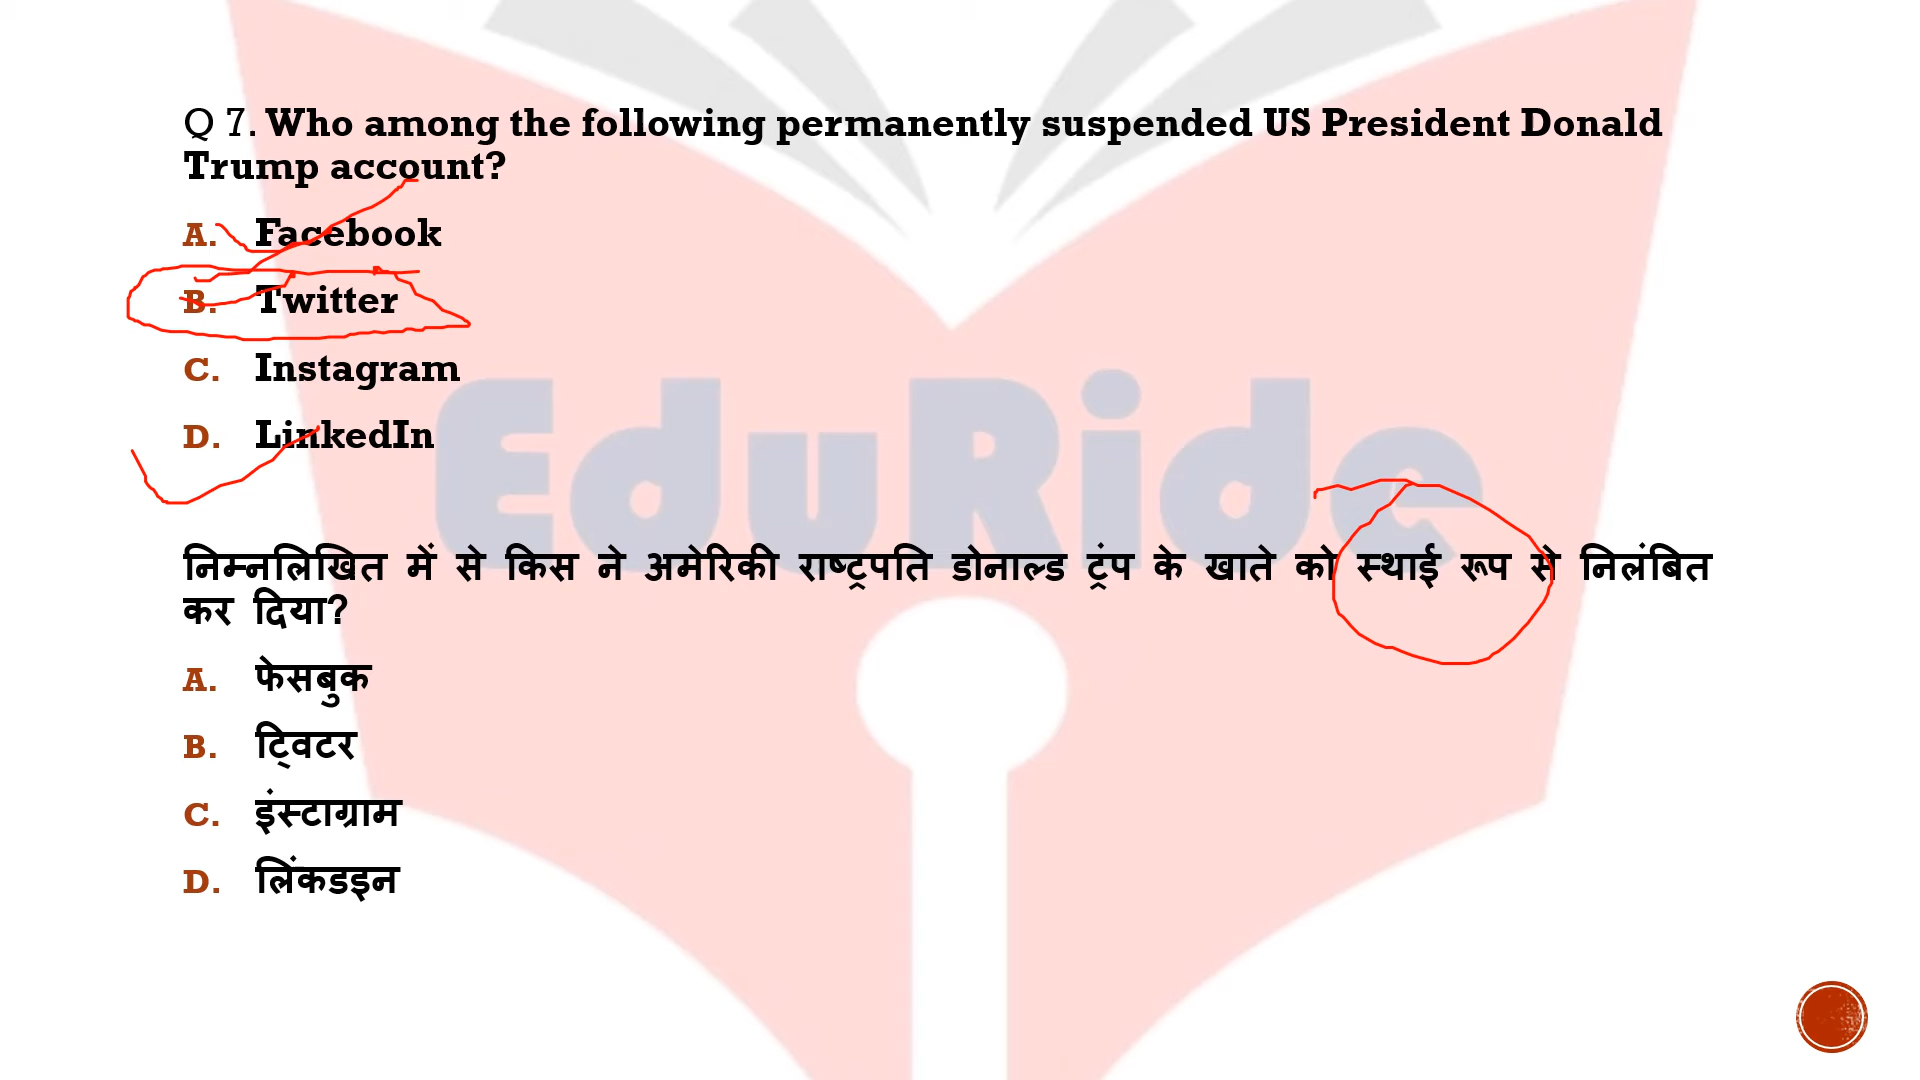 Q 7. Who among the following permanently suspended US President Donald
Trump account?
A. Facebook
B. Twitter
C. Instagram
D. LinkedIn
EduRide
निम्नलिखित में से किस ने अमेरिकी राष्ट्रपति डोनाल्ड ट्रंप के खाते को स्थाई रूप से निलंबित
कर दिया?
A. फेसबुक
B. ट्विटर
C. इंस्टाग्राम
D. लिंकडइन